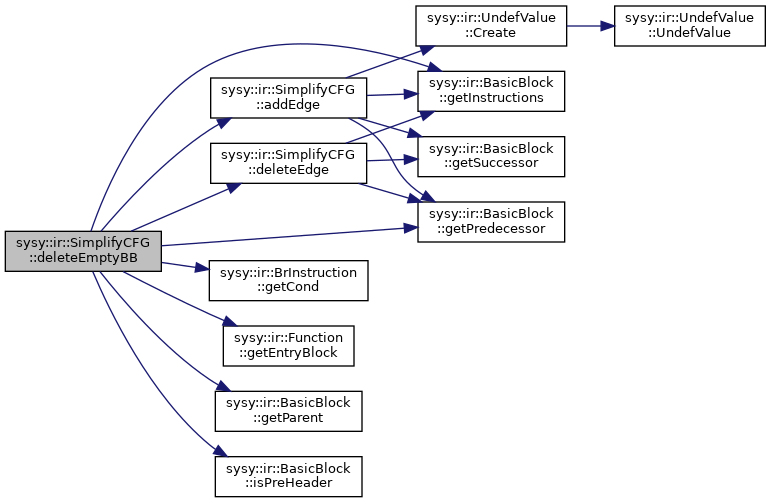 sysy::ir::SimplifyCFG
::deleteEmptyBB
sysy::ir::SimplifyCFG
::addEdge
sysy::ir::SimplifyCFG
::deleteEdge
sysy::ir::BrInstruction
::getCond
sysy::ir::Function
::getEntryBlock
sysy::ir::BasicBlock
::getParent
sysy::ir::BasicBlock
::isPreHeader
sysy::ir::UndefValue
::Create
sysy::ir::BasicBlock
::getInstructions
sysy::ir::BasicBlock
::getSuccessor
sysy::ir::BasicBlock
::getPredecessor
sysy::ir::UndefValue
::UndefValue